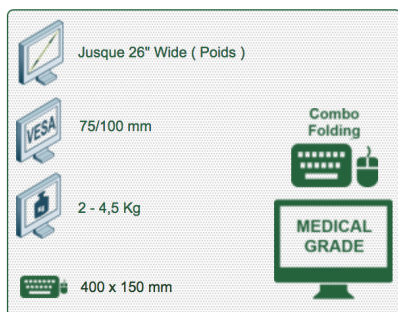 Jusque 26" Wide ( Poids )
VESA
75/100 mm
KG
2 - 4,5 Kg
400 x 150 mm
Combo
Folding
MEDICAL
GRADE